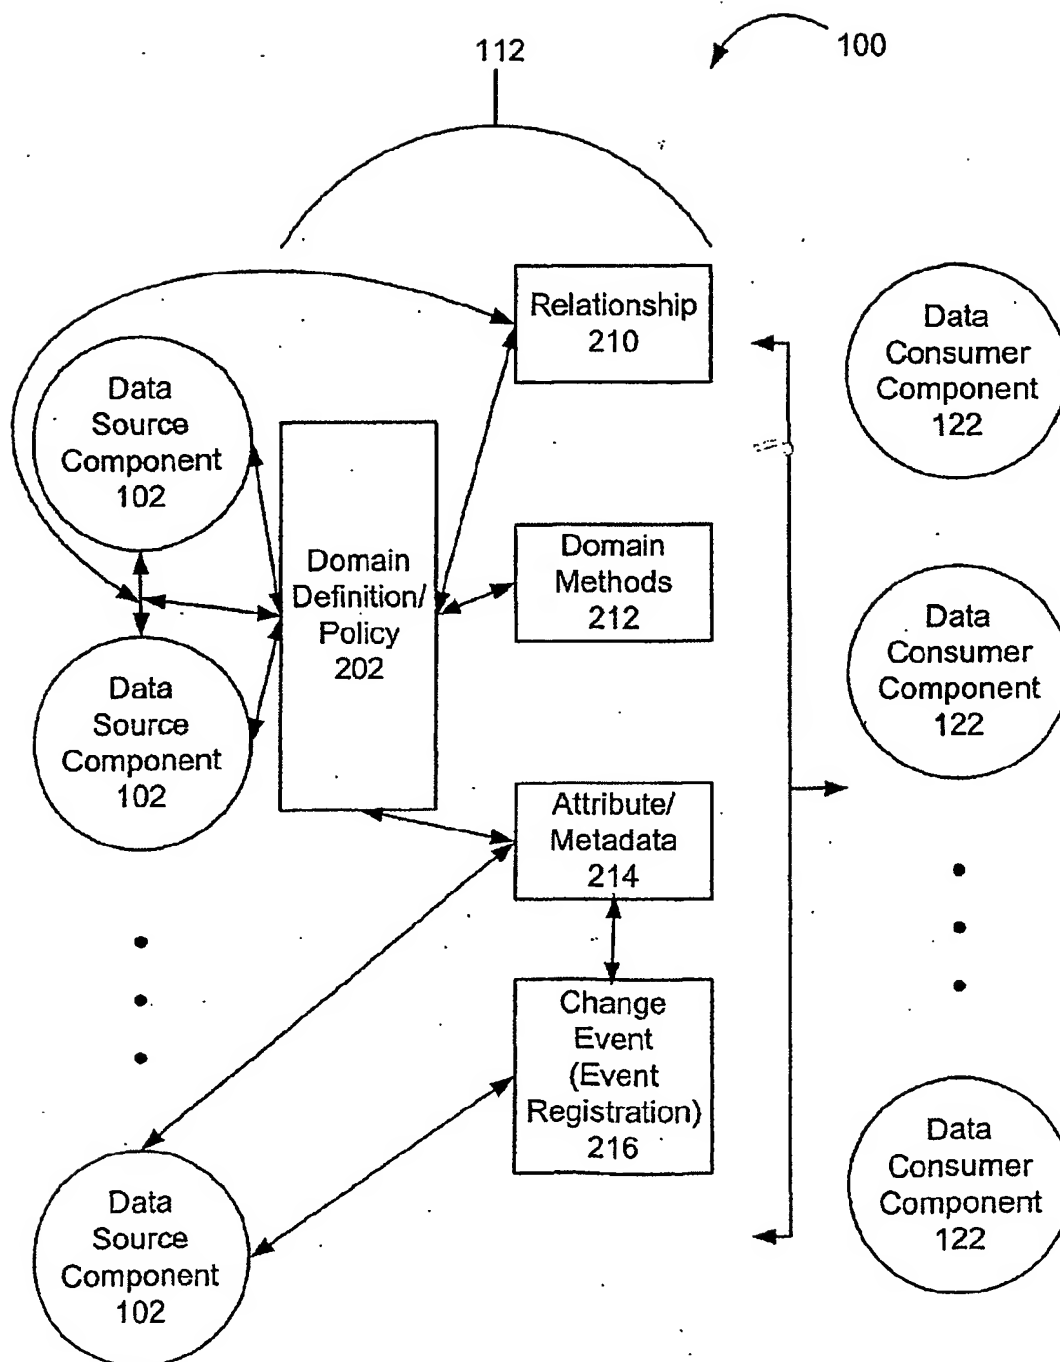 112
100
Relationship
210
Data
Source
Component
102
Domain
Definition/
Policy
202
Domain
Methods
212
Data
Source
Component
102
Attribute/
Metadata
214
Change
Event
(Event
Registration)
216
Data
Source
Component
102
Data
Consumer
Component
122
Data
Consumer
Component
122
Data
Consumer
Component
122